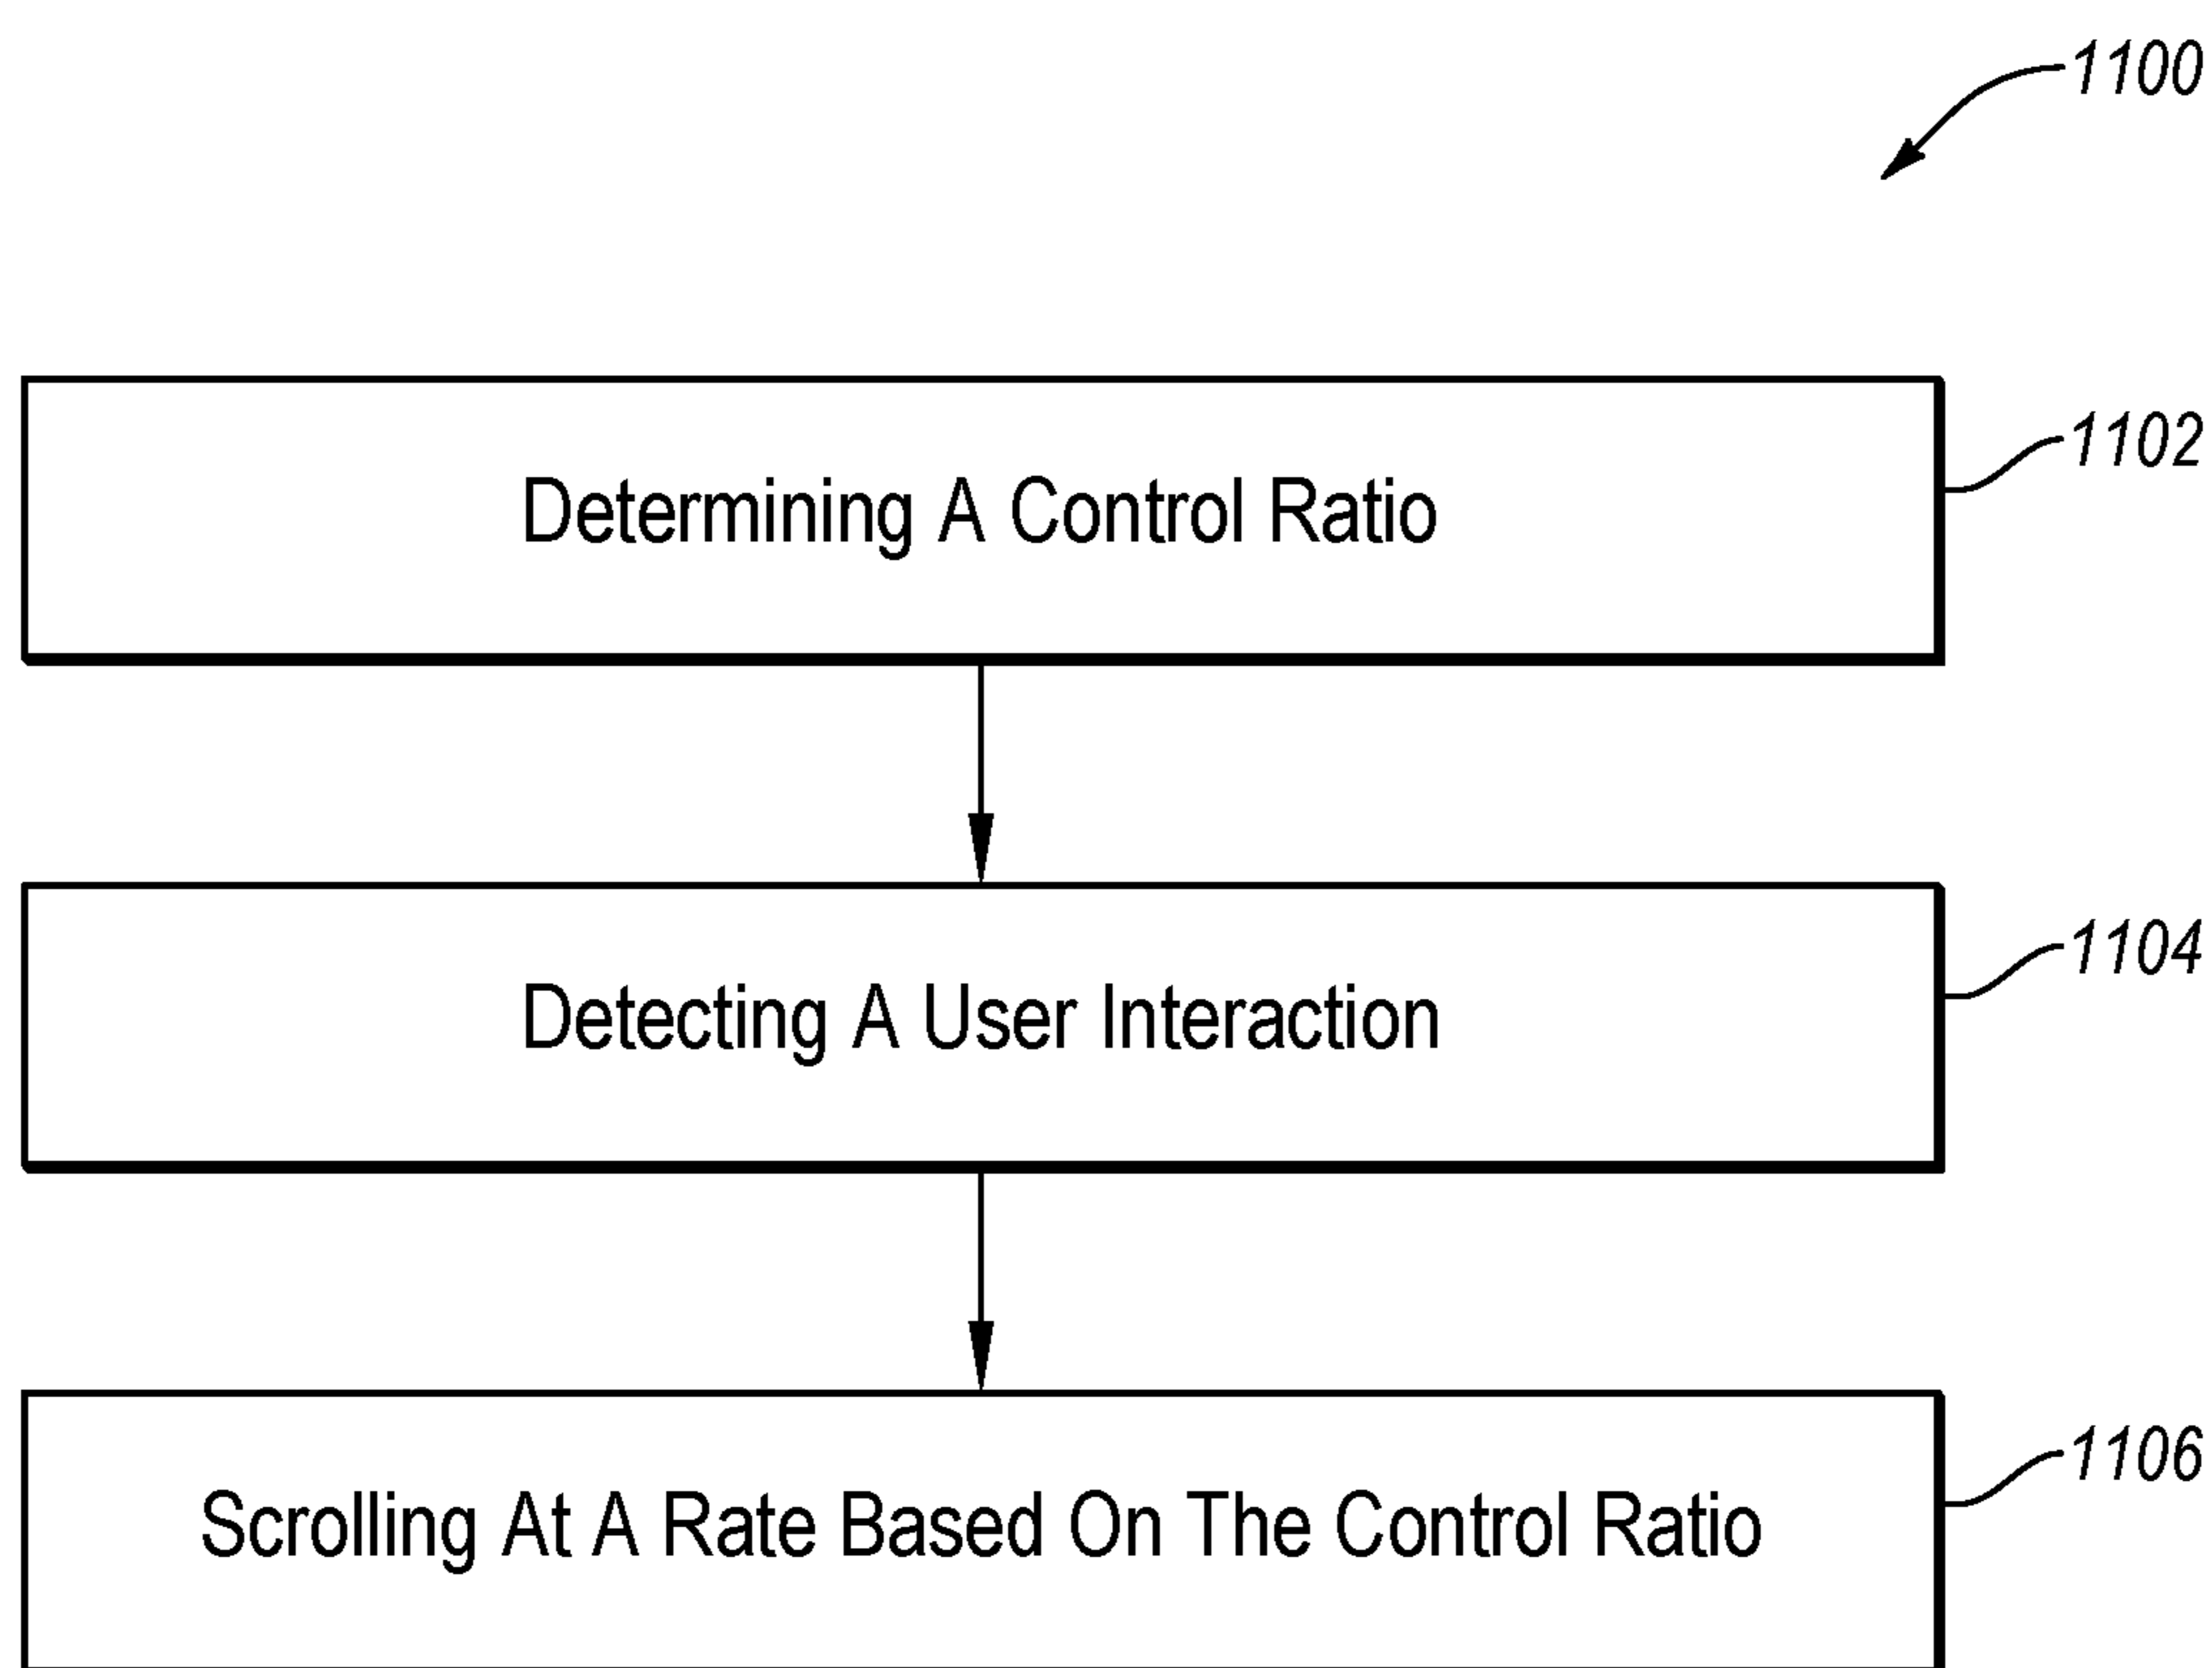 1100
Determining A Control Ratio
1102
Detecting A User Interaction
1104
Scrolling At A Rate Based On The Control Ratio
1106